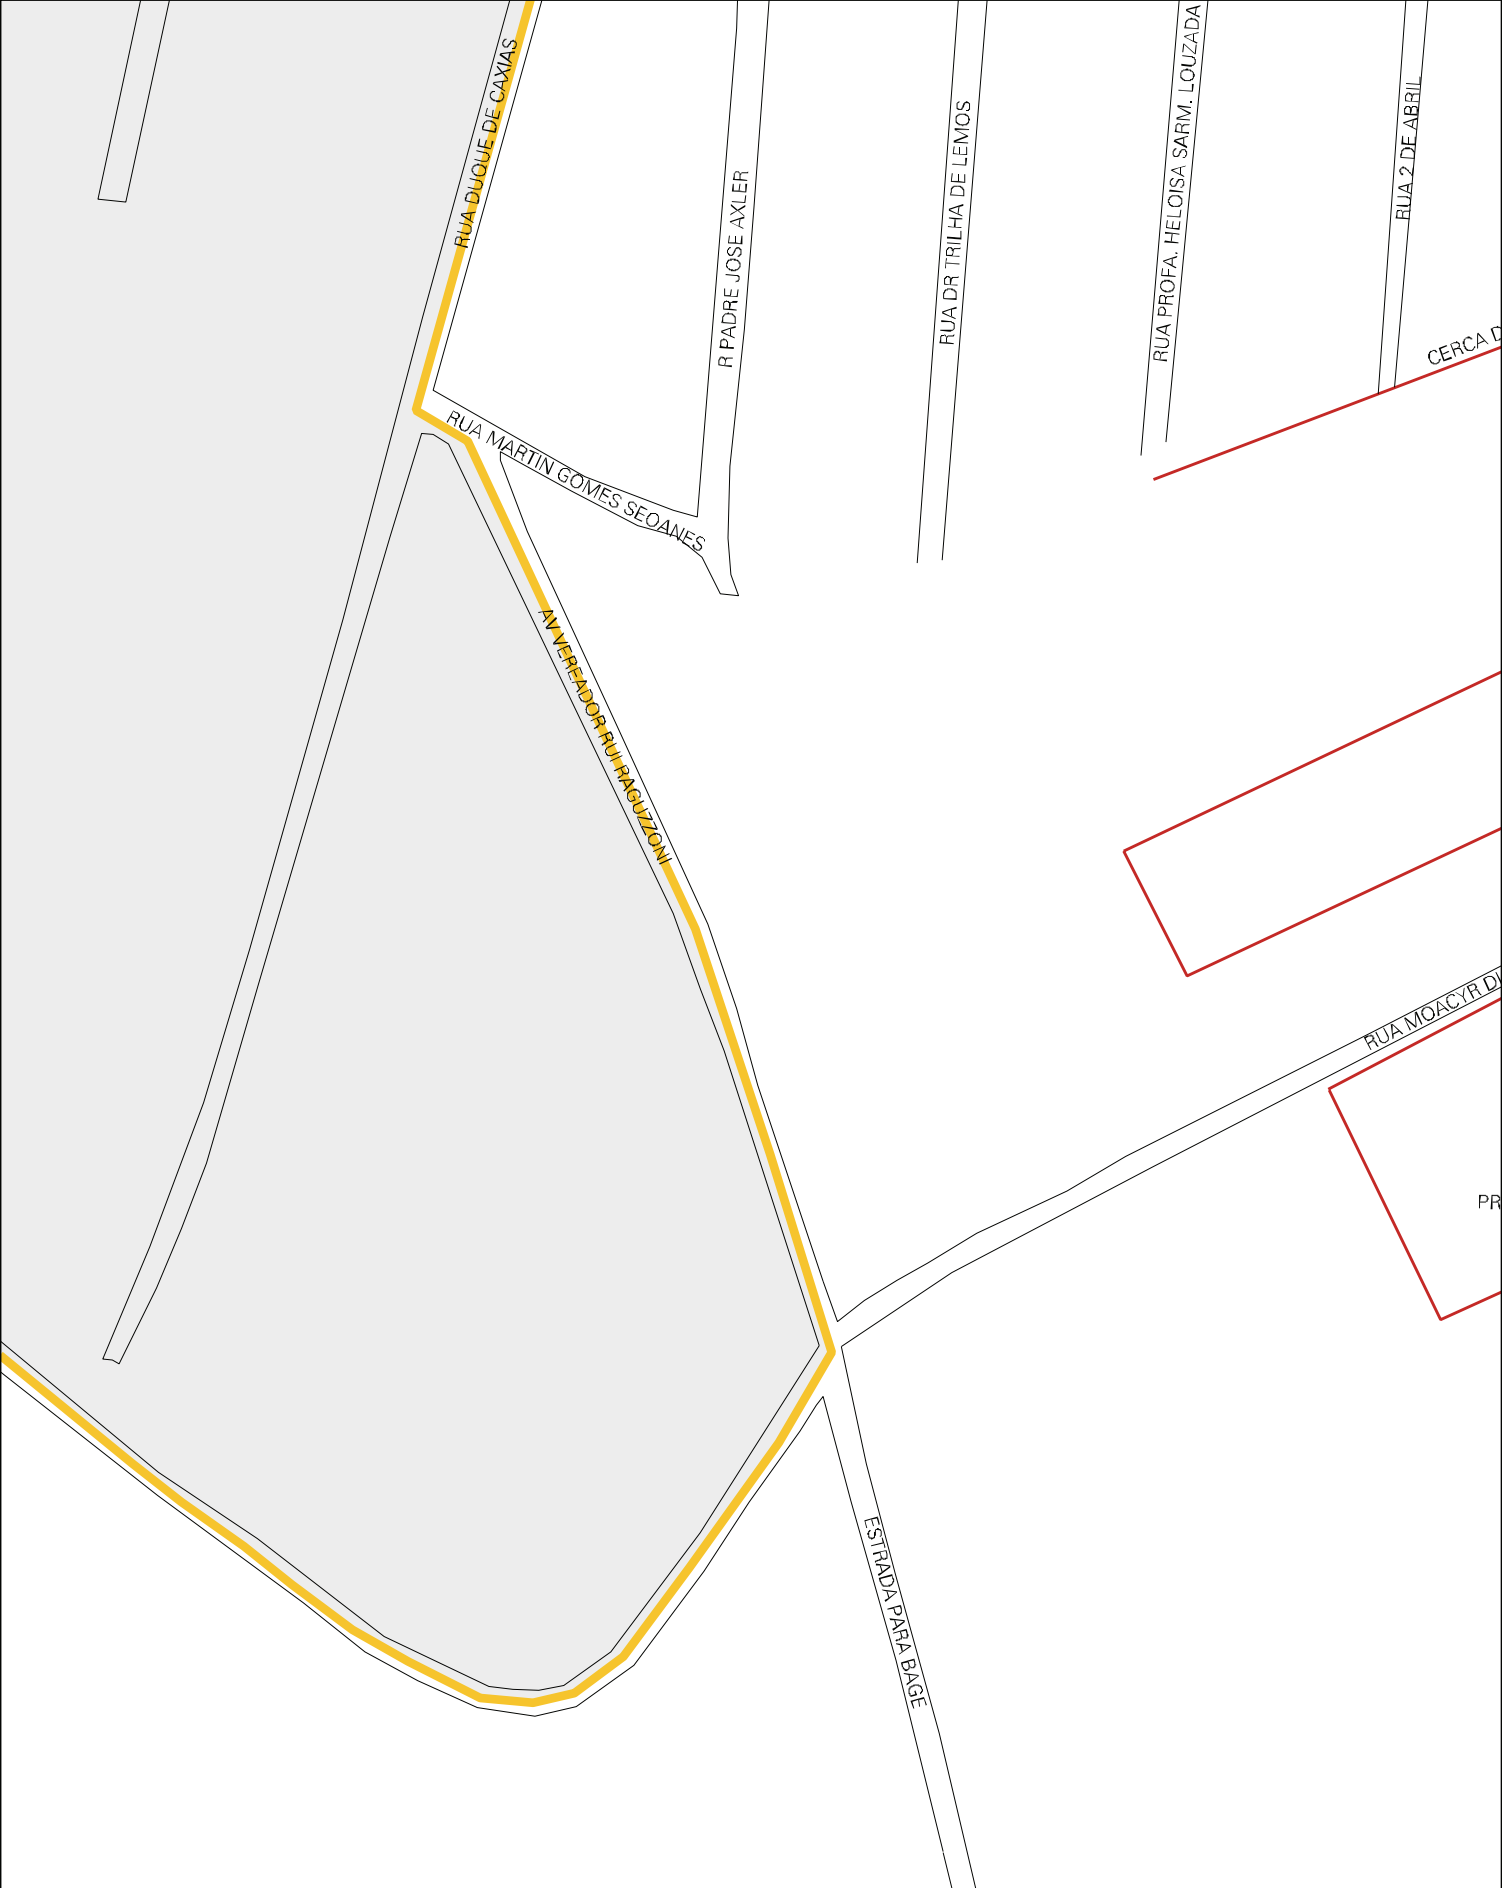 RUA DUQUE DE CAXIAS
R PADRE JOSE AXLER
RUA DR TRILHA DE LEMOS
RUA PROFA. HELOISA SARM. LOUZADA
RUA 2 DE ABRIL
CERCA D
RUA MARTIN GOMES SEOANES
AV VEREADOR RUI RAGUZZONI
RUA MOACYR DI
PR
ESTRADA PARA BAGE